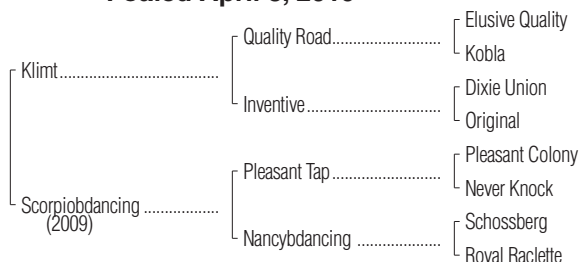 Elusive Quality
Quality Road
Kobla
Klimt
Dixie Union
Inventive
Original
Pleasant Colony
Pleasant Tap
Never Knock
Scorpiobdancing
(2009)
Schossberg
Nancybdancing
Royal Raclette